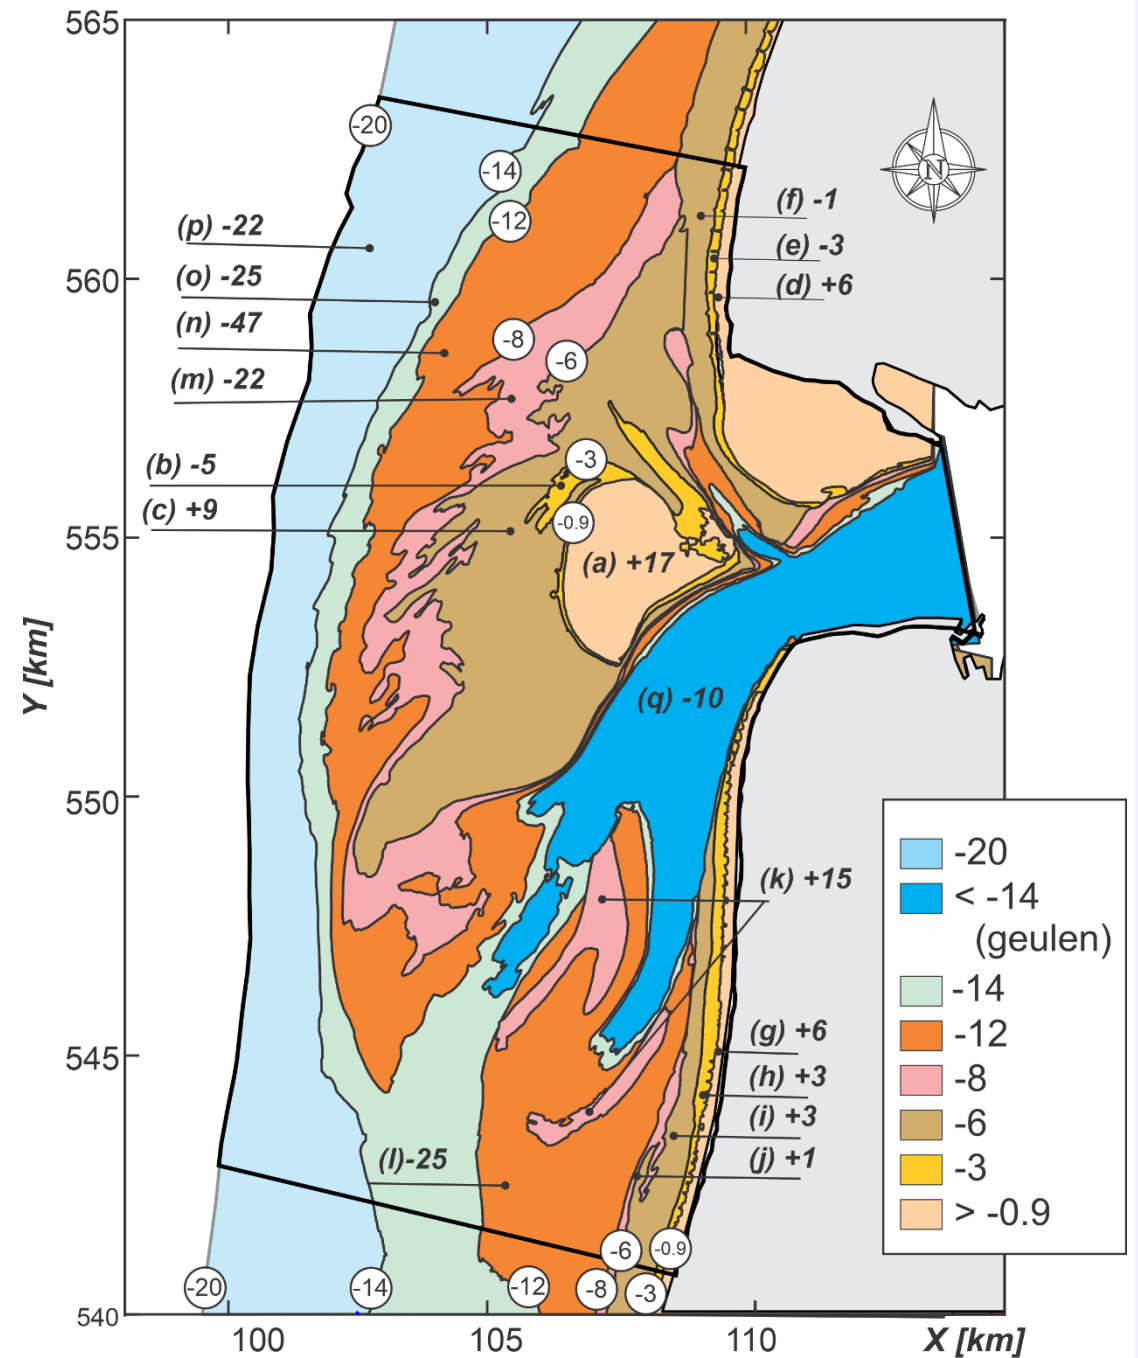 565
560
555
550
545
540
Y [km]
100
105
110
X [km]
N
-20
-14
-12
(p) -22
(o) -25
(n) -47
(m) -22
(b) -5
(c) +9
-8
-6
-3
-0.9
(a) +17
(f) -1
(e) -3
(d) +6
(q) -10
(k) +15
(g) +6
(h) +3
(i) +3
(j) +1
(l)-25
-20
-14
-12
-8
-6
-3
-0.9
-20
< -14
(geulen)
-14
-12
-8
-6
-3
> -0.9